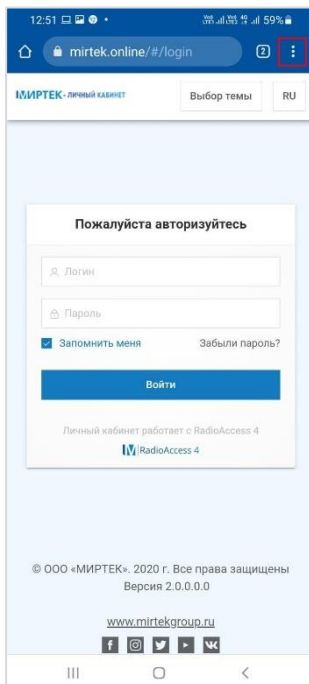 12:51
59%
mirtek.online/#/login
2
МИРТЕК - ЛИЧНЫЙ КАБИНЕТ
Выбор темы
RU
Пожалуйста авторизуйтесь
Логин
Пароль
Запомнить меня
Забыли пароль?
Войти
Личный кабинет работает с RadioAccess 4
RadioAccess 4
© ООО «МИРТЕК». 2020 г. Все права защищены
Версия 2.0.0.0.0
www.mirtekgroup.ru